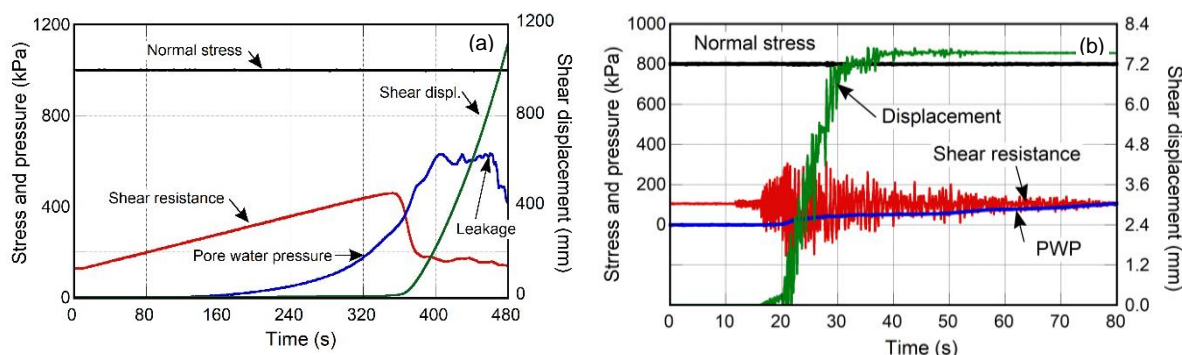 (a)
1200
800
400
0
Stress and pressure (kPa)
Normal stress
Shear displ.
Shear resistance
Pore water pressure
Leakage
1200
800
400
0
Shear displacement (mm)
0 80 160 240 320 400 480
Time (s)
(b)
1000
800
900
600
400
200
100
0
Strress and pressure (kPa)
Normal stress
Displacement
Shear resistance
PWP
8.4
7.2
6.0
4.8
3.6
2.4
1.2
0.0
Shear displacement (mm)
0 10 20 30 40 50 60 70 80
Time (s)